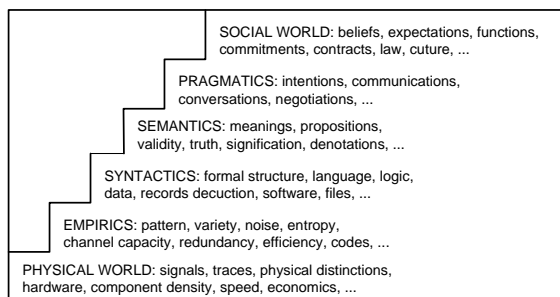 SOCIAL WORLD: beliefs, expectations, functions,
commitments, contracts, law, cuture, ...
PRAGMATICS: intentions, communications,
conversations, negotiations, ...
SEMANTICS: meanings, propositions,
validity, truth, signification, denotations, ...
SYNTACTICS: formal structure, language, logic,
data, records decuction, software, files, ...
EMPIRICS: pattern, variety, noise, entropy,
channel capacity, redundancy, efficiency, codes, ...
PHYSICAL WORLD: signals, traces, physical distinctions,
hardware, component density, speed, economics, ...